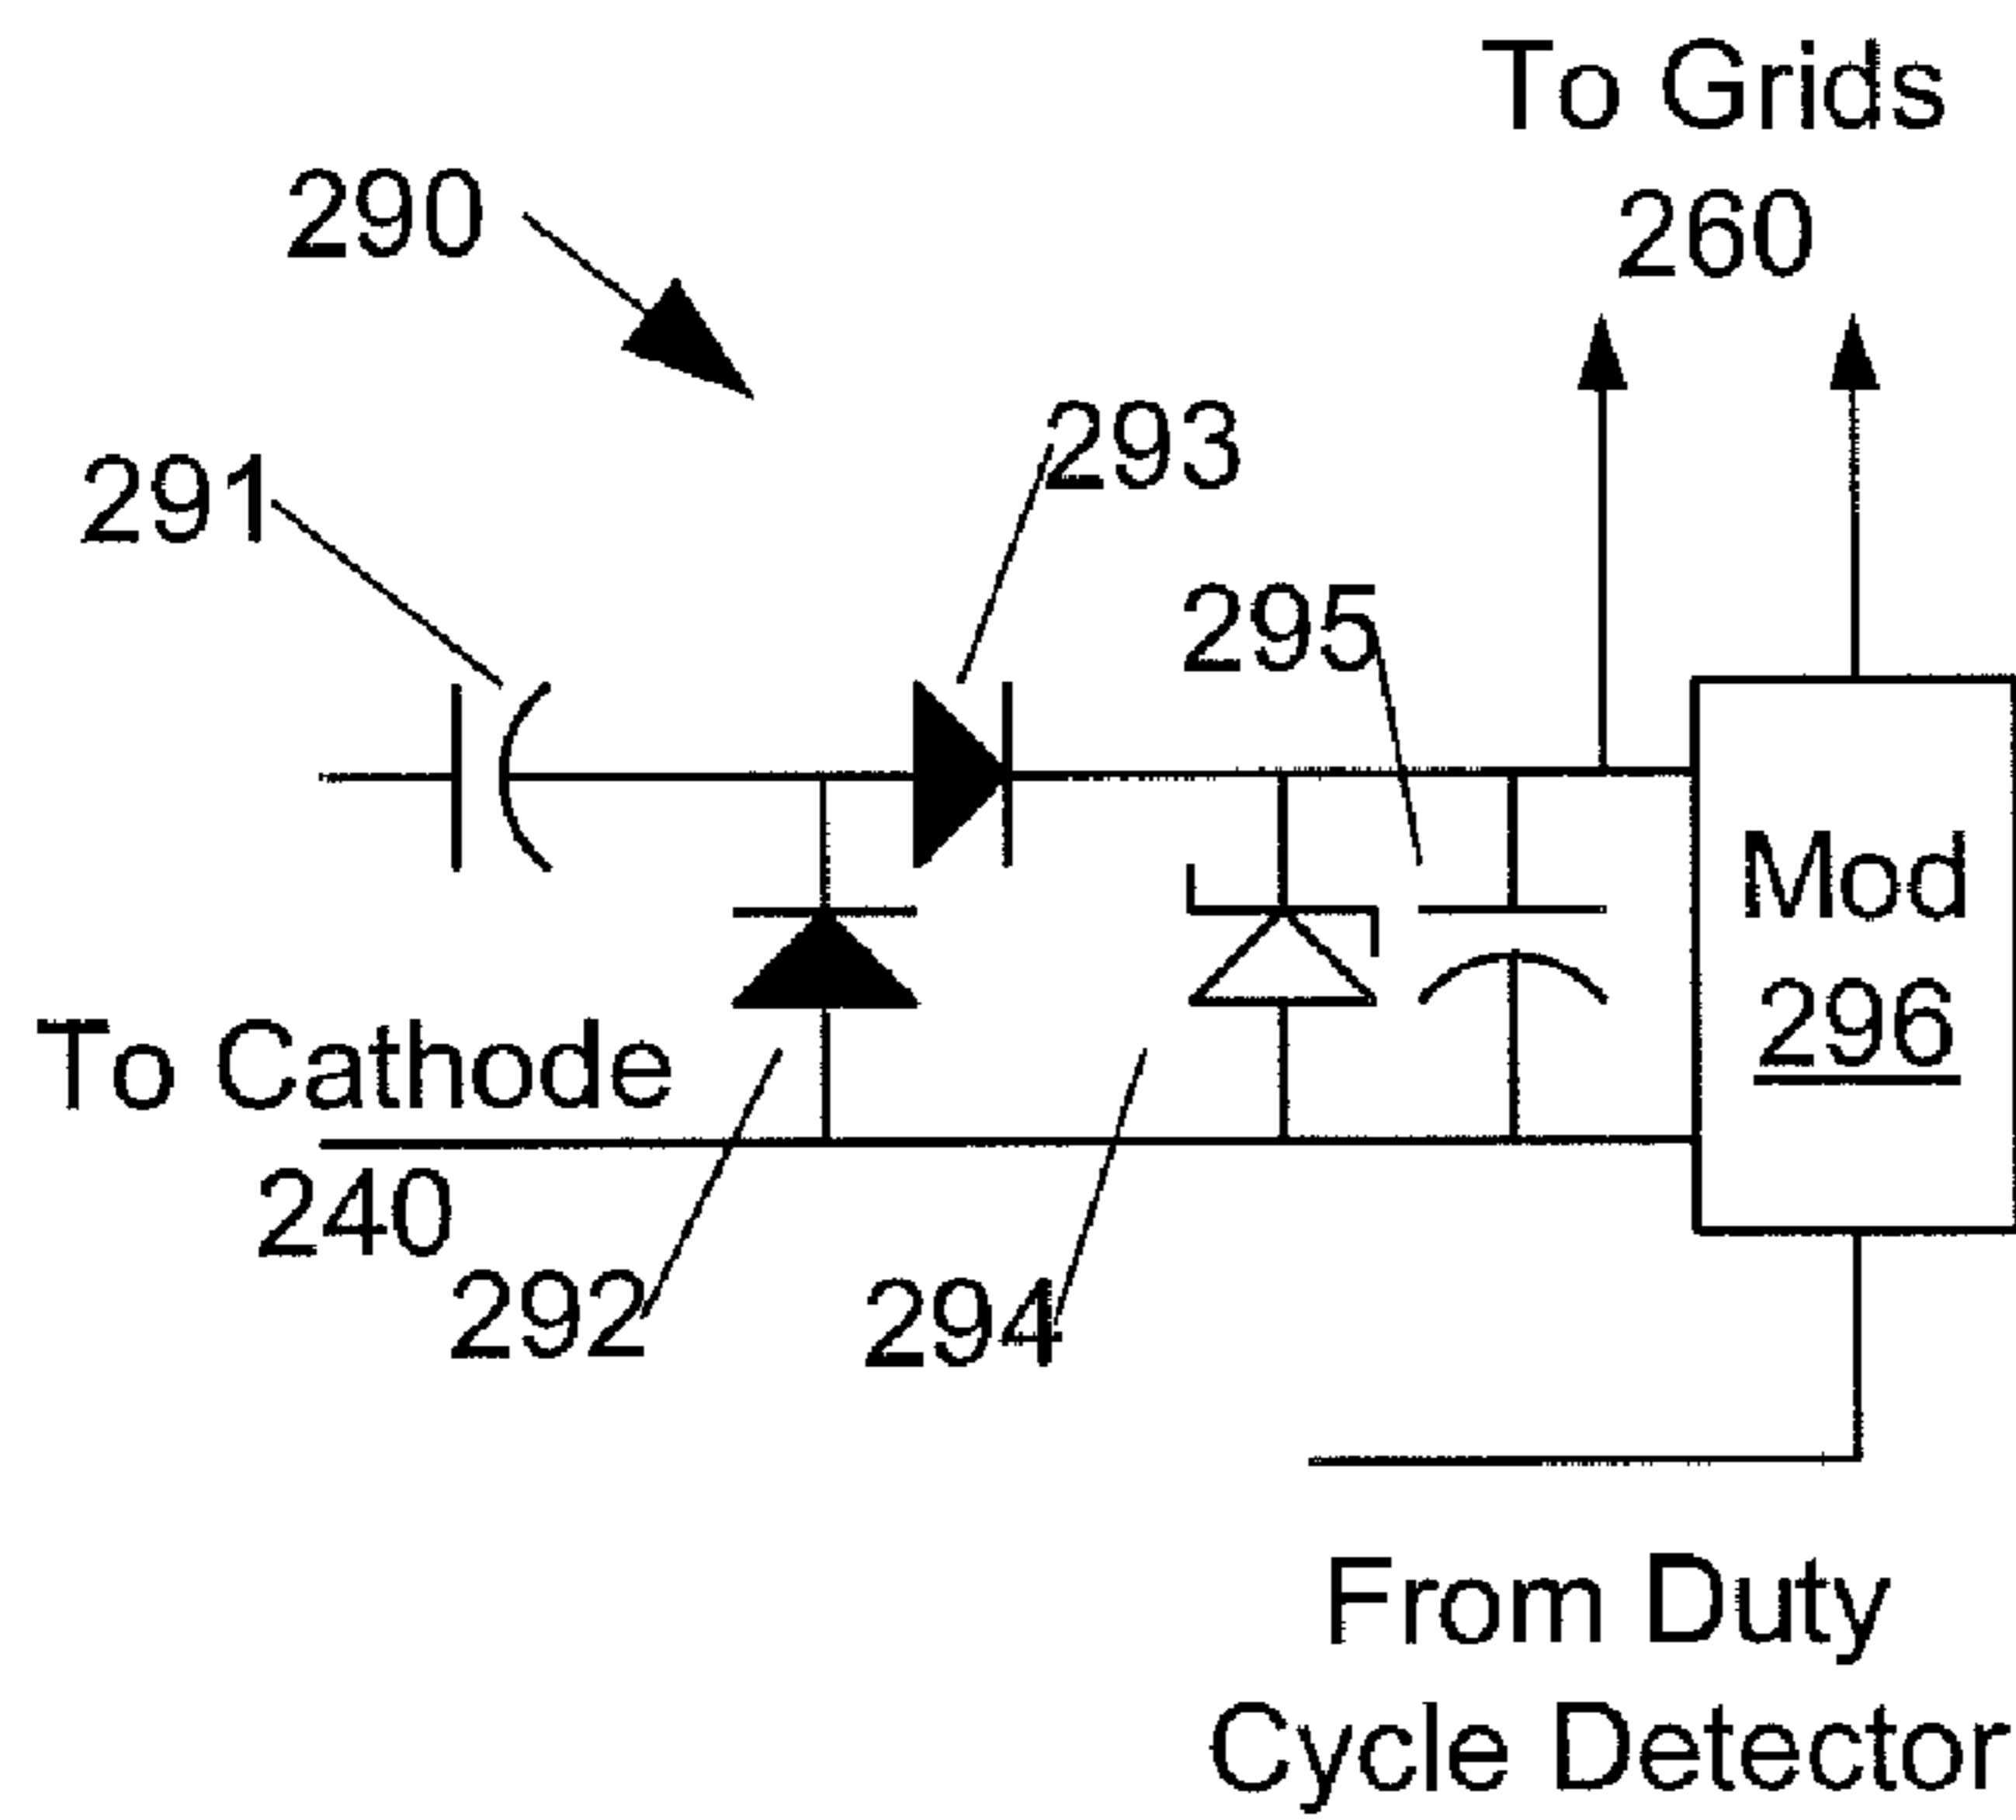 To Grids
260
290
293
291
295
Mod
296
To Cathode
240
292
294
From Duty
Cycle Detector